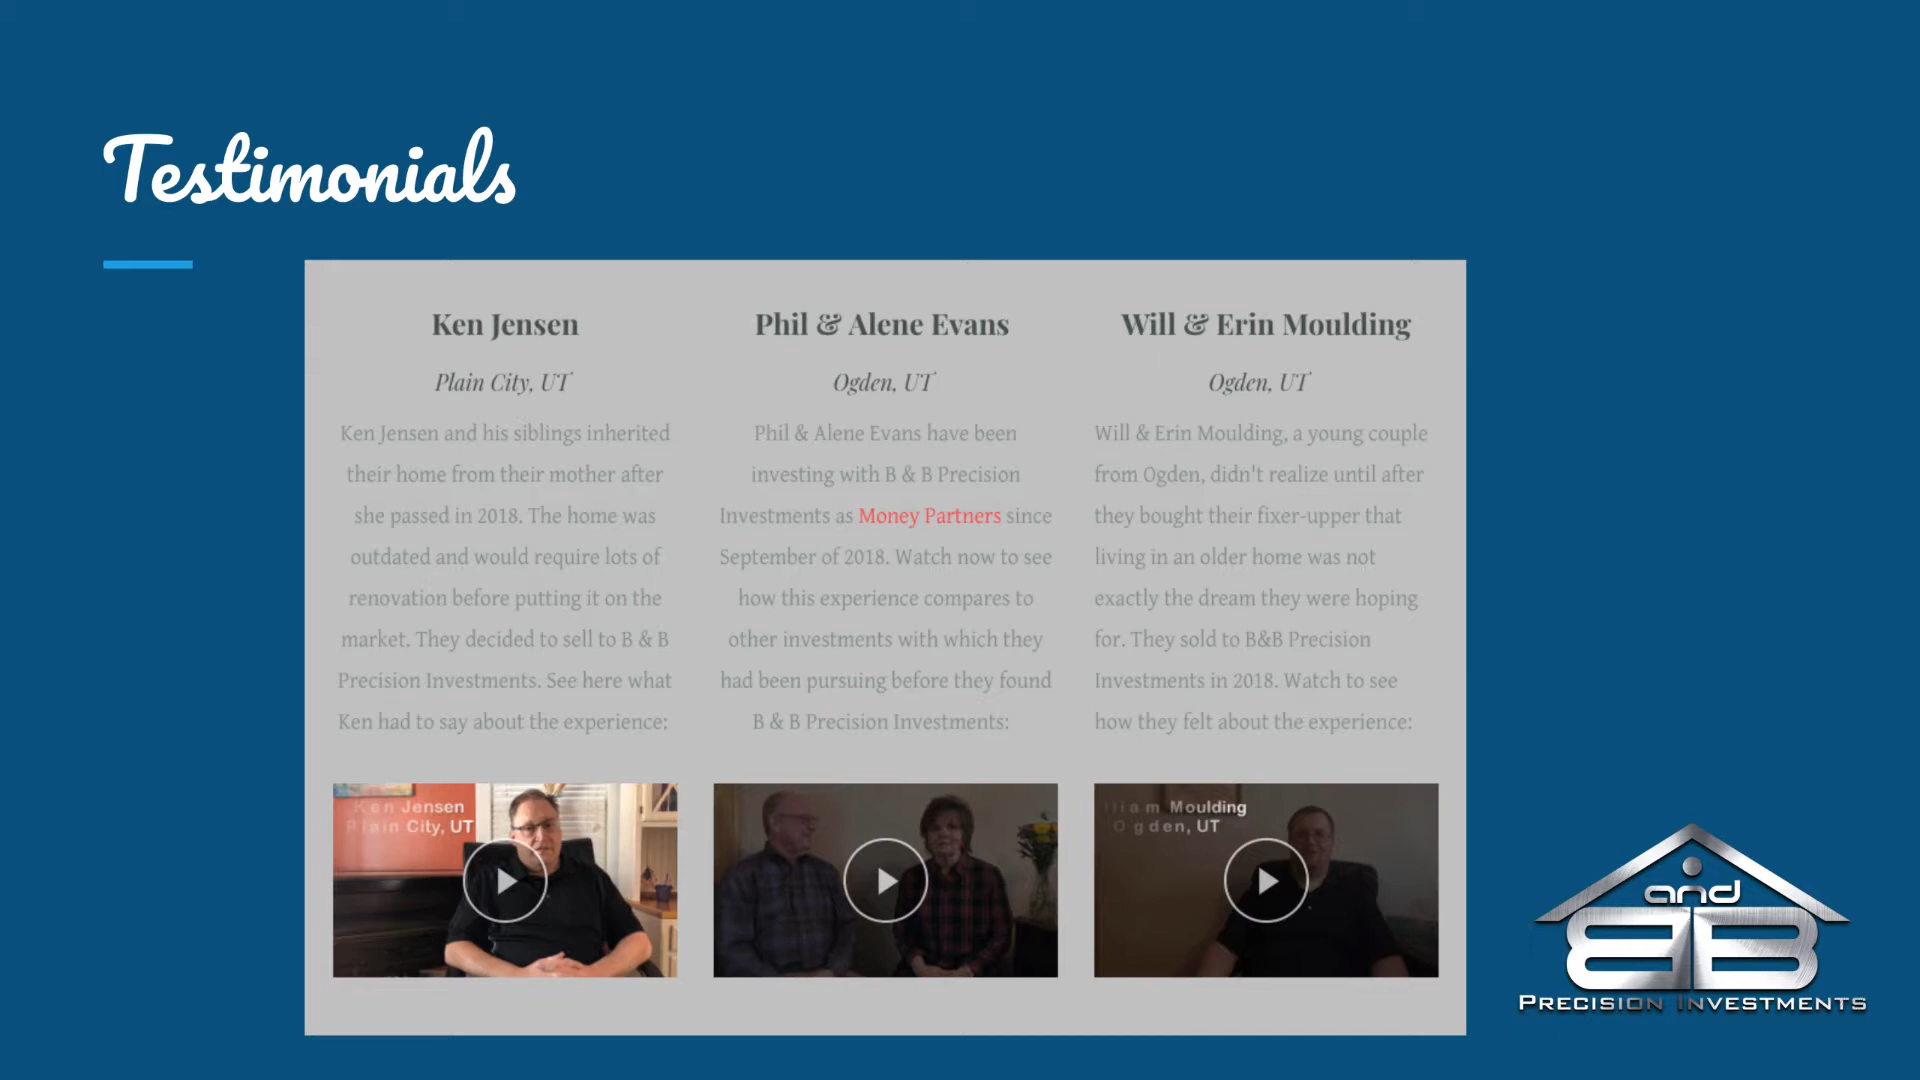 Testimonials
Ken Jensen
Plain City, UT
Ken Jensen and his siblings inherited
their home from their mother after
she passed in 2018. The home was
outdated and would require lots of
renovation before putting it on the
market. They decided to sell to B & B
Precision Investments. See here what
Ken had to say about the experience:
Ken Jensen
Plain City, UT
Phil & Alene Evans
Ogden, UT
Phil & Alene Evans have been
investing with B & B Precision
Investments as Money Partners since
September of 2018. Watch now to see
how this experience compares to
other investments with which they
had been pursuing before they found
B & B Precision Investments:
Will & Erin Moulding
Ogden, UT
Will & Erin Moulding, a young couple
from Ogden, didn't realize until after
they bought their fixer-upper that
living in an older home was not
exactly the dream they were hoping
for. They sold to B&B Precision
Investments in 2018. Watch to see
how they felt about the experience:
lliam Moulding
Ogden, UT
and
BB
Precision Investments